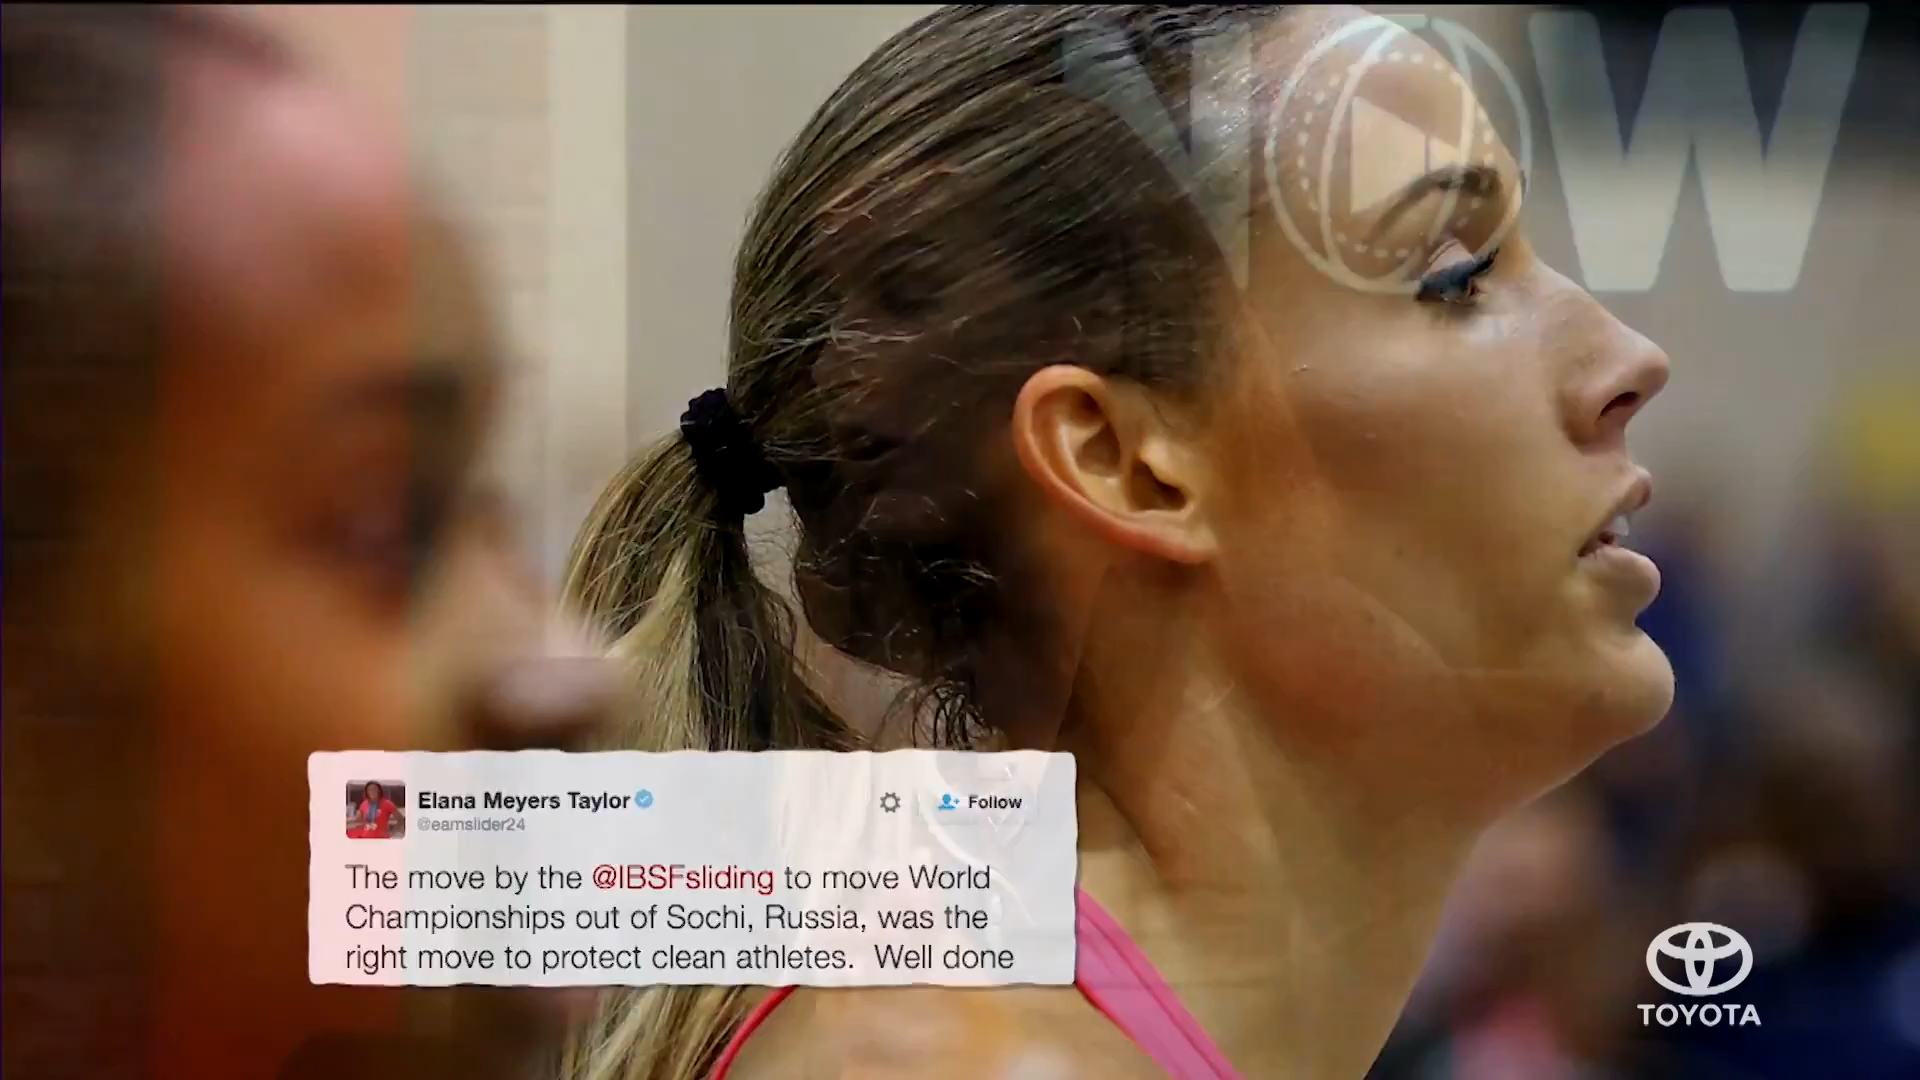 NOW
Elana Meyers Taylor
Follow
@eamslider24
The move by the @IBSFsliding to move World
Championships out of Sochi, Russia, was the
right move to protect clean athletes. Well done
TOYOTA